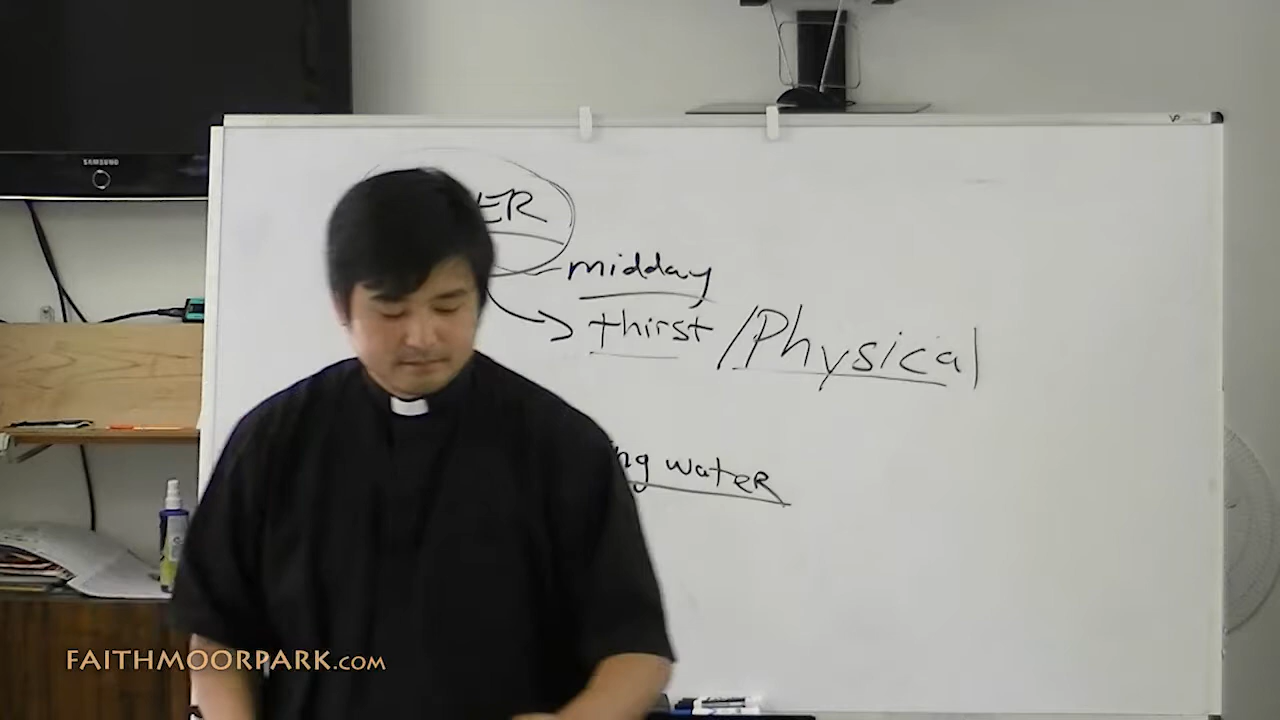 SAMSUNG
ER
midday
thirst / Physical
ng water
FAITHMOORPARK.COM